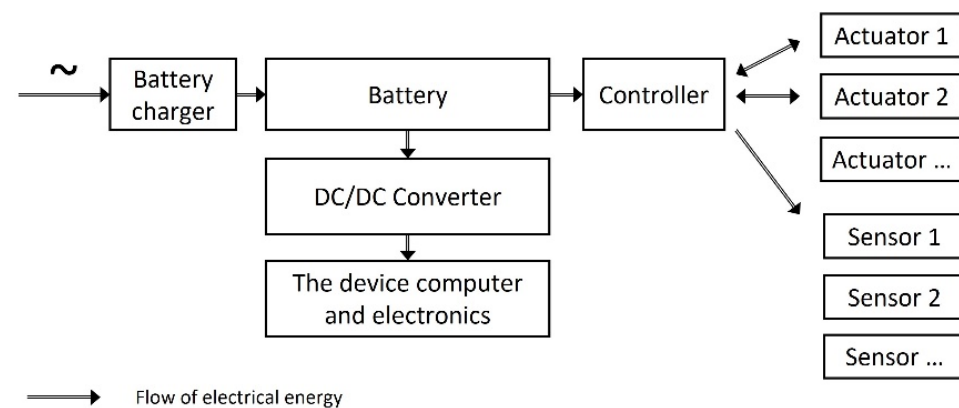 ~
Battery
charger
Battery
Controller
Actuator 1
Actuator 2
Actuator ...
DC/DC Converter
Sensor 1
The device computer
and electronics
Sensor 2
Sensor ...
Flow of electrical energy